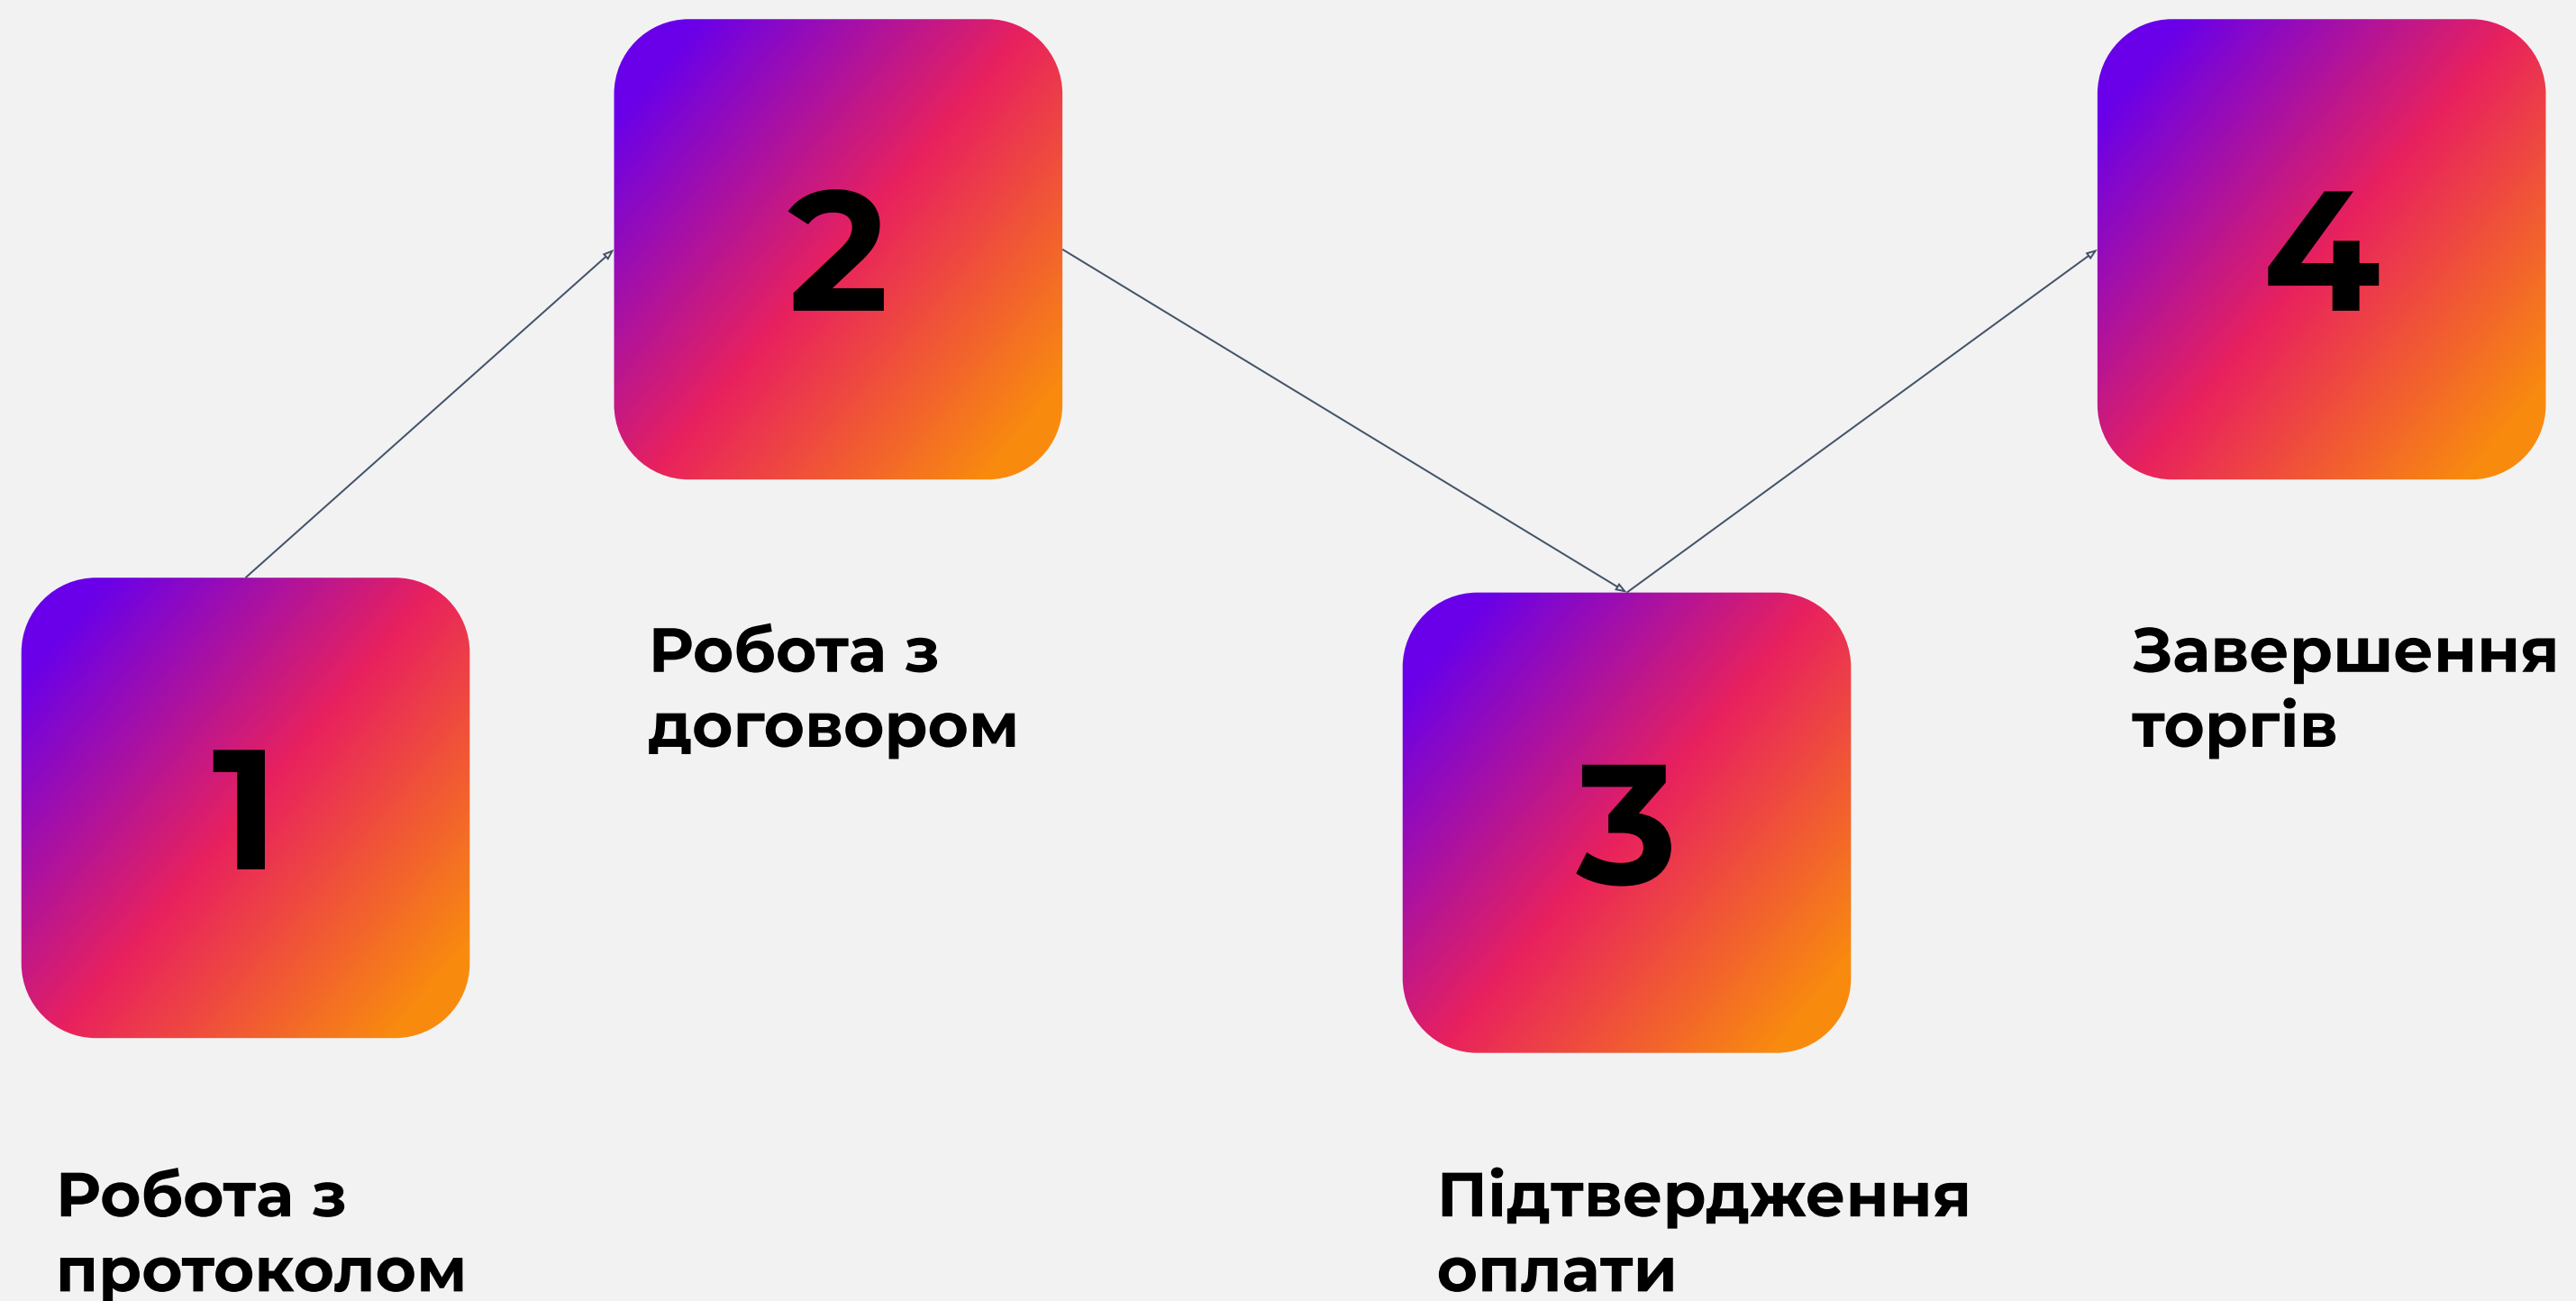 1
Робота з
протоколом
2
Робота з
договором
3
Підтвердження
оплати
4
Завершення
торгів